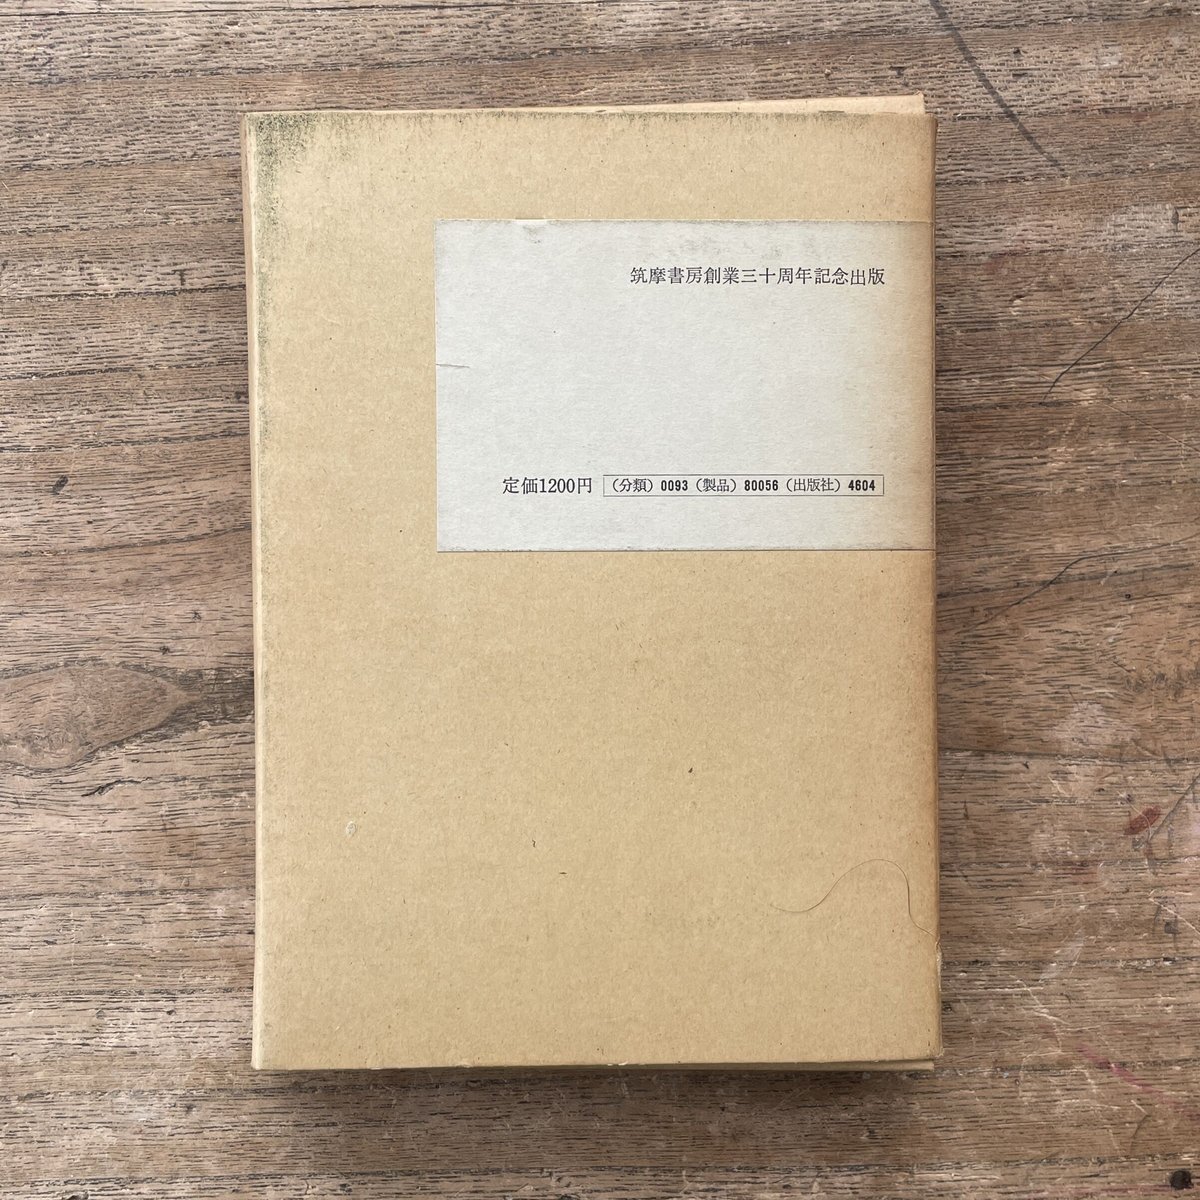 筑摩書房創業三十周年記念出版
定価1200円 (分類) 0093 (製品) 80056 (出版社) 4604